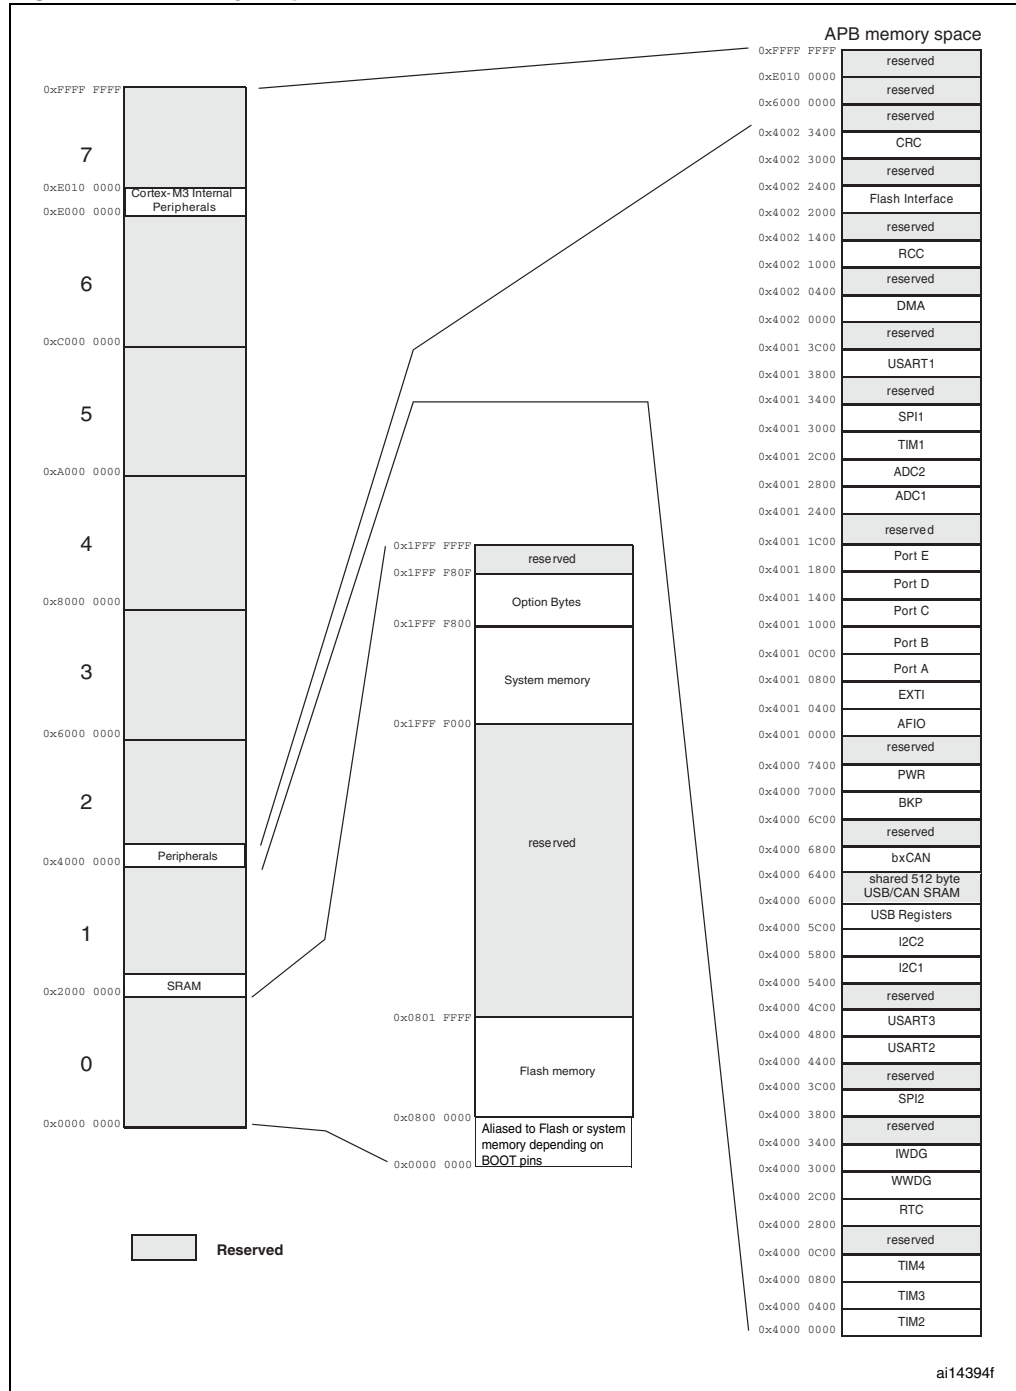 APB memory space
0xFFFF FFFF
reserved
0xE010 0000
reserved
0x6000 0000
reserved
0x4002 3400
CRC
0x4002 3000
reserved
0x4002 2400
Flash Interface
0x4002 2000
reserved
0x4002 1400
RCC
0x4002 1000
reserved
0x4002 0400
DMA
0x4002 0000
reserved
0x4001 3C00
USART1
0x4001 3800
reserved
0x4001 3400
SPI1
0x4001 3000
TIM1
0x4001 2C00
ADC2
0x4001 2800
ADC1
0x4001 2400
reserved
0x4001 1C00
Port E
0x4001 1800
Port D
0x4001 1400
Port C
0x4001 1000
Port B
0x4001 0C00
Port A
0x4001 0800
EXTI
0x4001 0400
AFIO
0x4001 0000
reserved
0x4000 7400
PWR
0x4000 7000
BKP
0x4000 6C00
reserved
0x4000 6800
bxCAN
0x4000 6400
shared 512 byte
USB/CAN SRAM
0x4000 6000
USB Registers
0x4000 5C00
I2C2
0x4000 5800
I2C1
0x4000 5400
reserved
0x4000 4C00
USART3
0x4000 4800
USART2
0x4000 4400
reserved
0x4000 3C00
SPI2
0x4000 3800
reserved
0x4000 3400
IWDG
0x4000 3000
WWDG
0x4000 2C00
RTC
0x4000 2800
reserved
0x4000 0C00
TIM4
0x4000 0800
TIM3
0x4000 0400
TIM2
0x4000 0000
0xFFFF FFFF
7
0xE010 0000
Cortex-M3 Internal
Peripherals
0xE000 0000
6
0xC000 0000
5
0xA000 0000
4
0x8000 0000
3
0x6000 0000
2
Peripherals
0x4000 0000
1
SRAM
0x2000 0000
0
0x0000 0000
0x1FFF FFFF
reserved
0x1FFF F80F
Option Bytes
0x1FFF F800
System memory
0x1FFF F000
reserved
0x0801 FFFF
Flash memory
0x0800 0000
Aliased to Flash or system
memory depending on
BOOT pins
0x0000 0000
Reserved
ai14394f